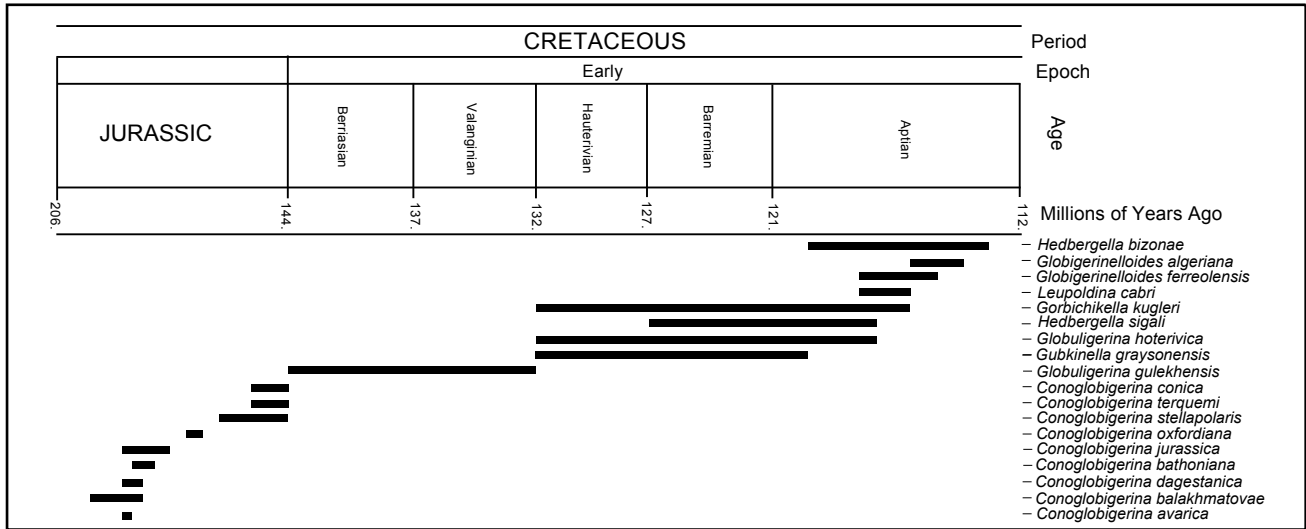 CRETACEOUS Period
Early Epoch
JURASSIC Berriasian Valanginian Hauterivian Barremian Aptian Age
206. 144. 137. 132. 127. 121. 112. Millions of Years Ago
Hedbergella bizonae
Globigerinelloides algeriana
Globigerinelloides ferreolensis
Leupoldina cabri
Gorbichikella kugleri
Hedbergella sigali
Globuligerina hoterivica
Gubkinella graysonensis
Globuligerina gulekhensis
Conoglobigerina conica
Conoglobigerina terquemi
Conoglobigerina stellapolaris
Conoglobigerina oxfordiana
Conoglobigerina jurassica
Conoglobigerina bathoniana
Conoglobigerina dagestanica
Conoglobigerina balakhmatovae
Conoglobigerina avarica